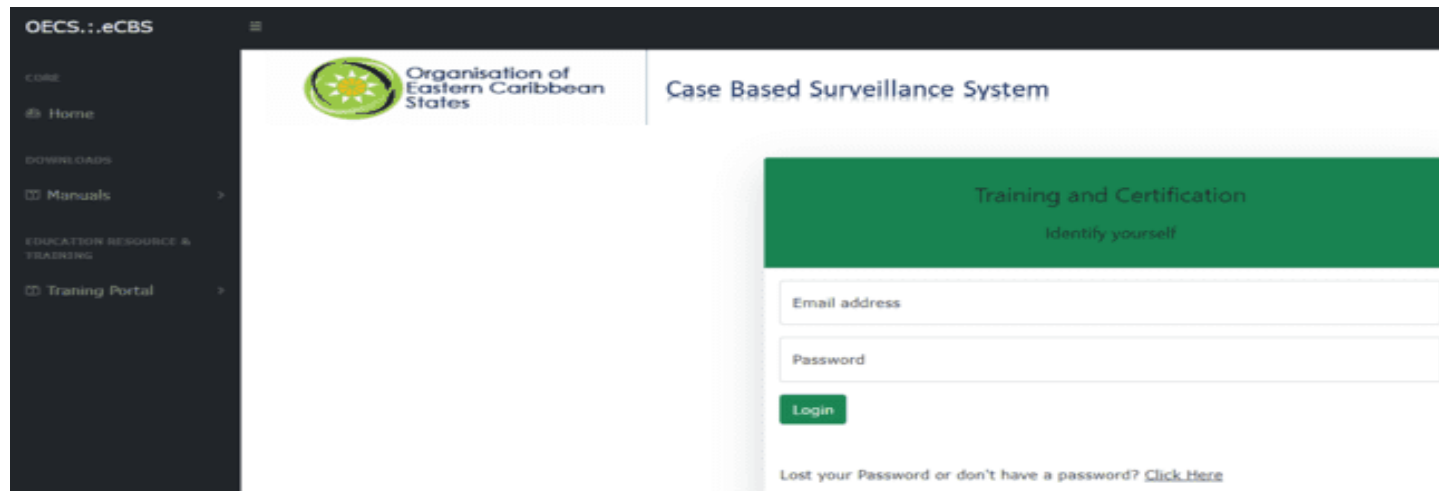 OECS.:.eCBS
CORE
Home
DOWNLOADS
Manuals
EDUCATION RESOURCE &
TRAINING
Traning Portal
Organisation of
Eastern Caribbean
States
Case Based Surveillance System
Training and Certification
Identify yourself
Email address
Password
Login
Lost your Password or don't have a password? Click Here